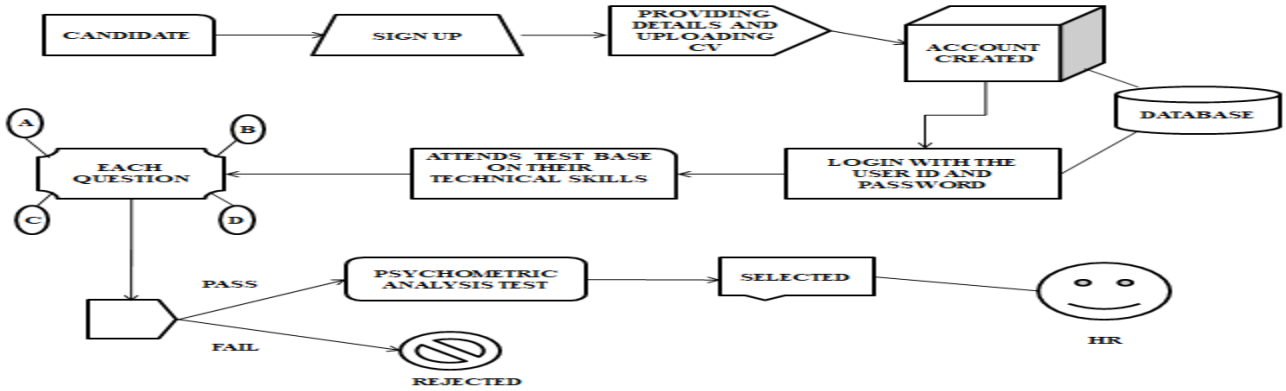 CANDIDATE
SIGN UP
PROVIDING
DETAILS AND
UPLOADING
CV
ACCOUNT
CREATED
DATABASE
LOGIN WITH THE
USER ID AND
PASSWORD
ATTENDS TEST BASE
ON THEIR
TECHNICAL SKILLS
A
B
EACH
QUESTION
C
D
PASS
FAIL
PSYCHOMETRIC
ANALYSIS TEST
SELECTED
HR
REJECTED